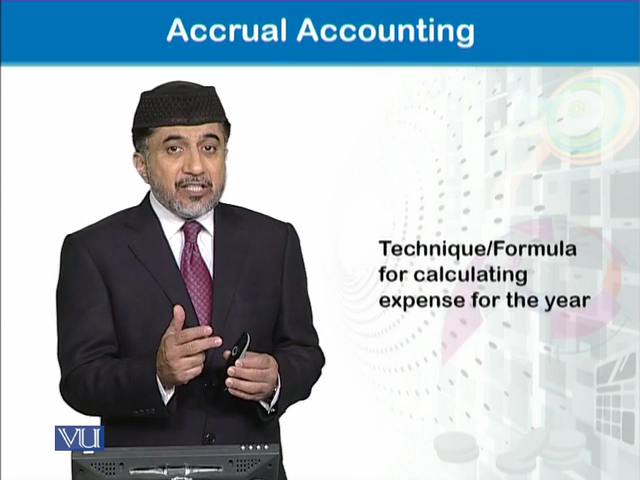 Accrual Accounting
Technique/Formula
for calculating
expense for the year
VU